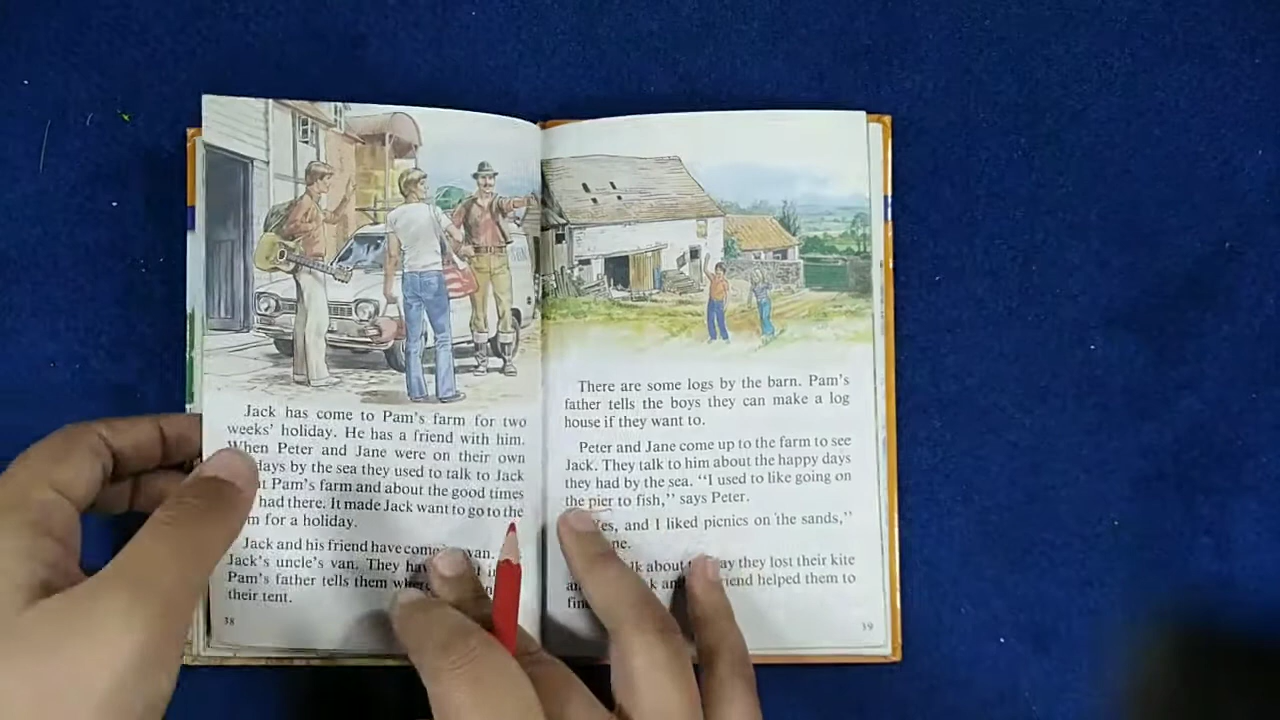 Jack has come to Pam's farm for two
weeks' holiday. He has a friend with him.
When Peter and Jane were on their own
days by the sea they used to talk to Jack
Pam's farm and about the good times
had there. It made Jack want to go to the
for a holiday.
Jack and his friend have come van.
Jack's uncle's van. They
Pam's father tells them
their tent.
38
There are some logs by the barn. Pam's
father tells the boys they can make a log
house if they want to.
Peter and Jane come up to the farm to see
Jack. They talk to him about the happy days
they had by the sea. "I used to like going on
the pier to fish," says Peter.
and I liked picnics on the sands,"
about they lost their kite
friend helped them to
39